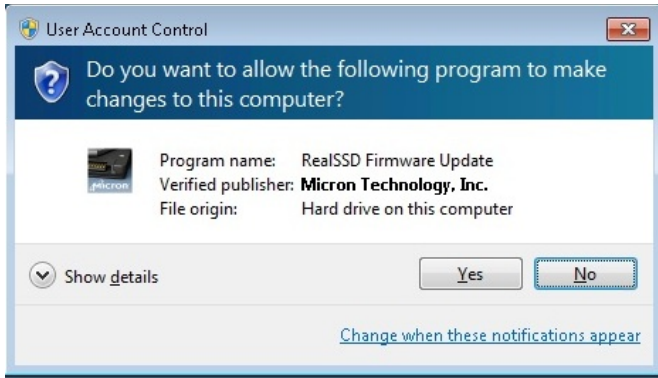 User Account Control
Do you want to allow the following program to make
changes to this computer?
Micron
Program name: RealSSD Firmware Update
Verified publisher: Micron Technology, Inc.
File origin: Hard drive on this computer
Show details
Yes
No
Change when these notifications appear